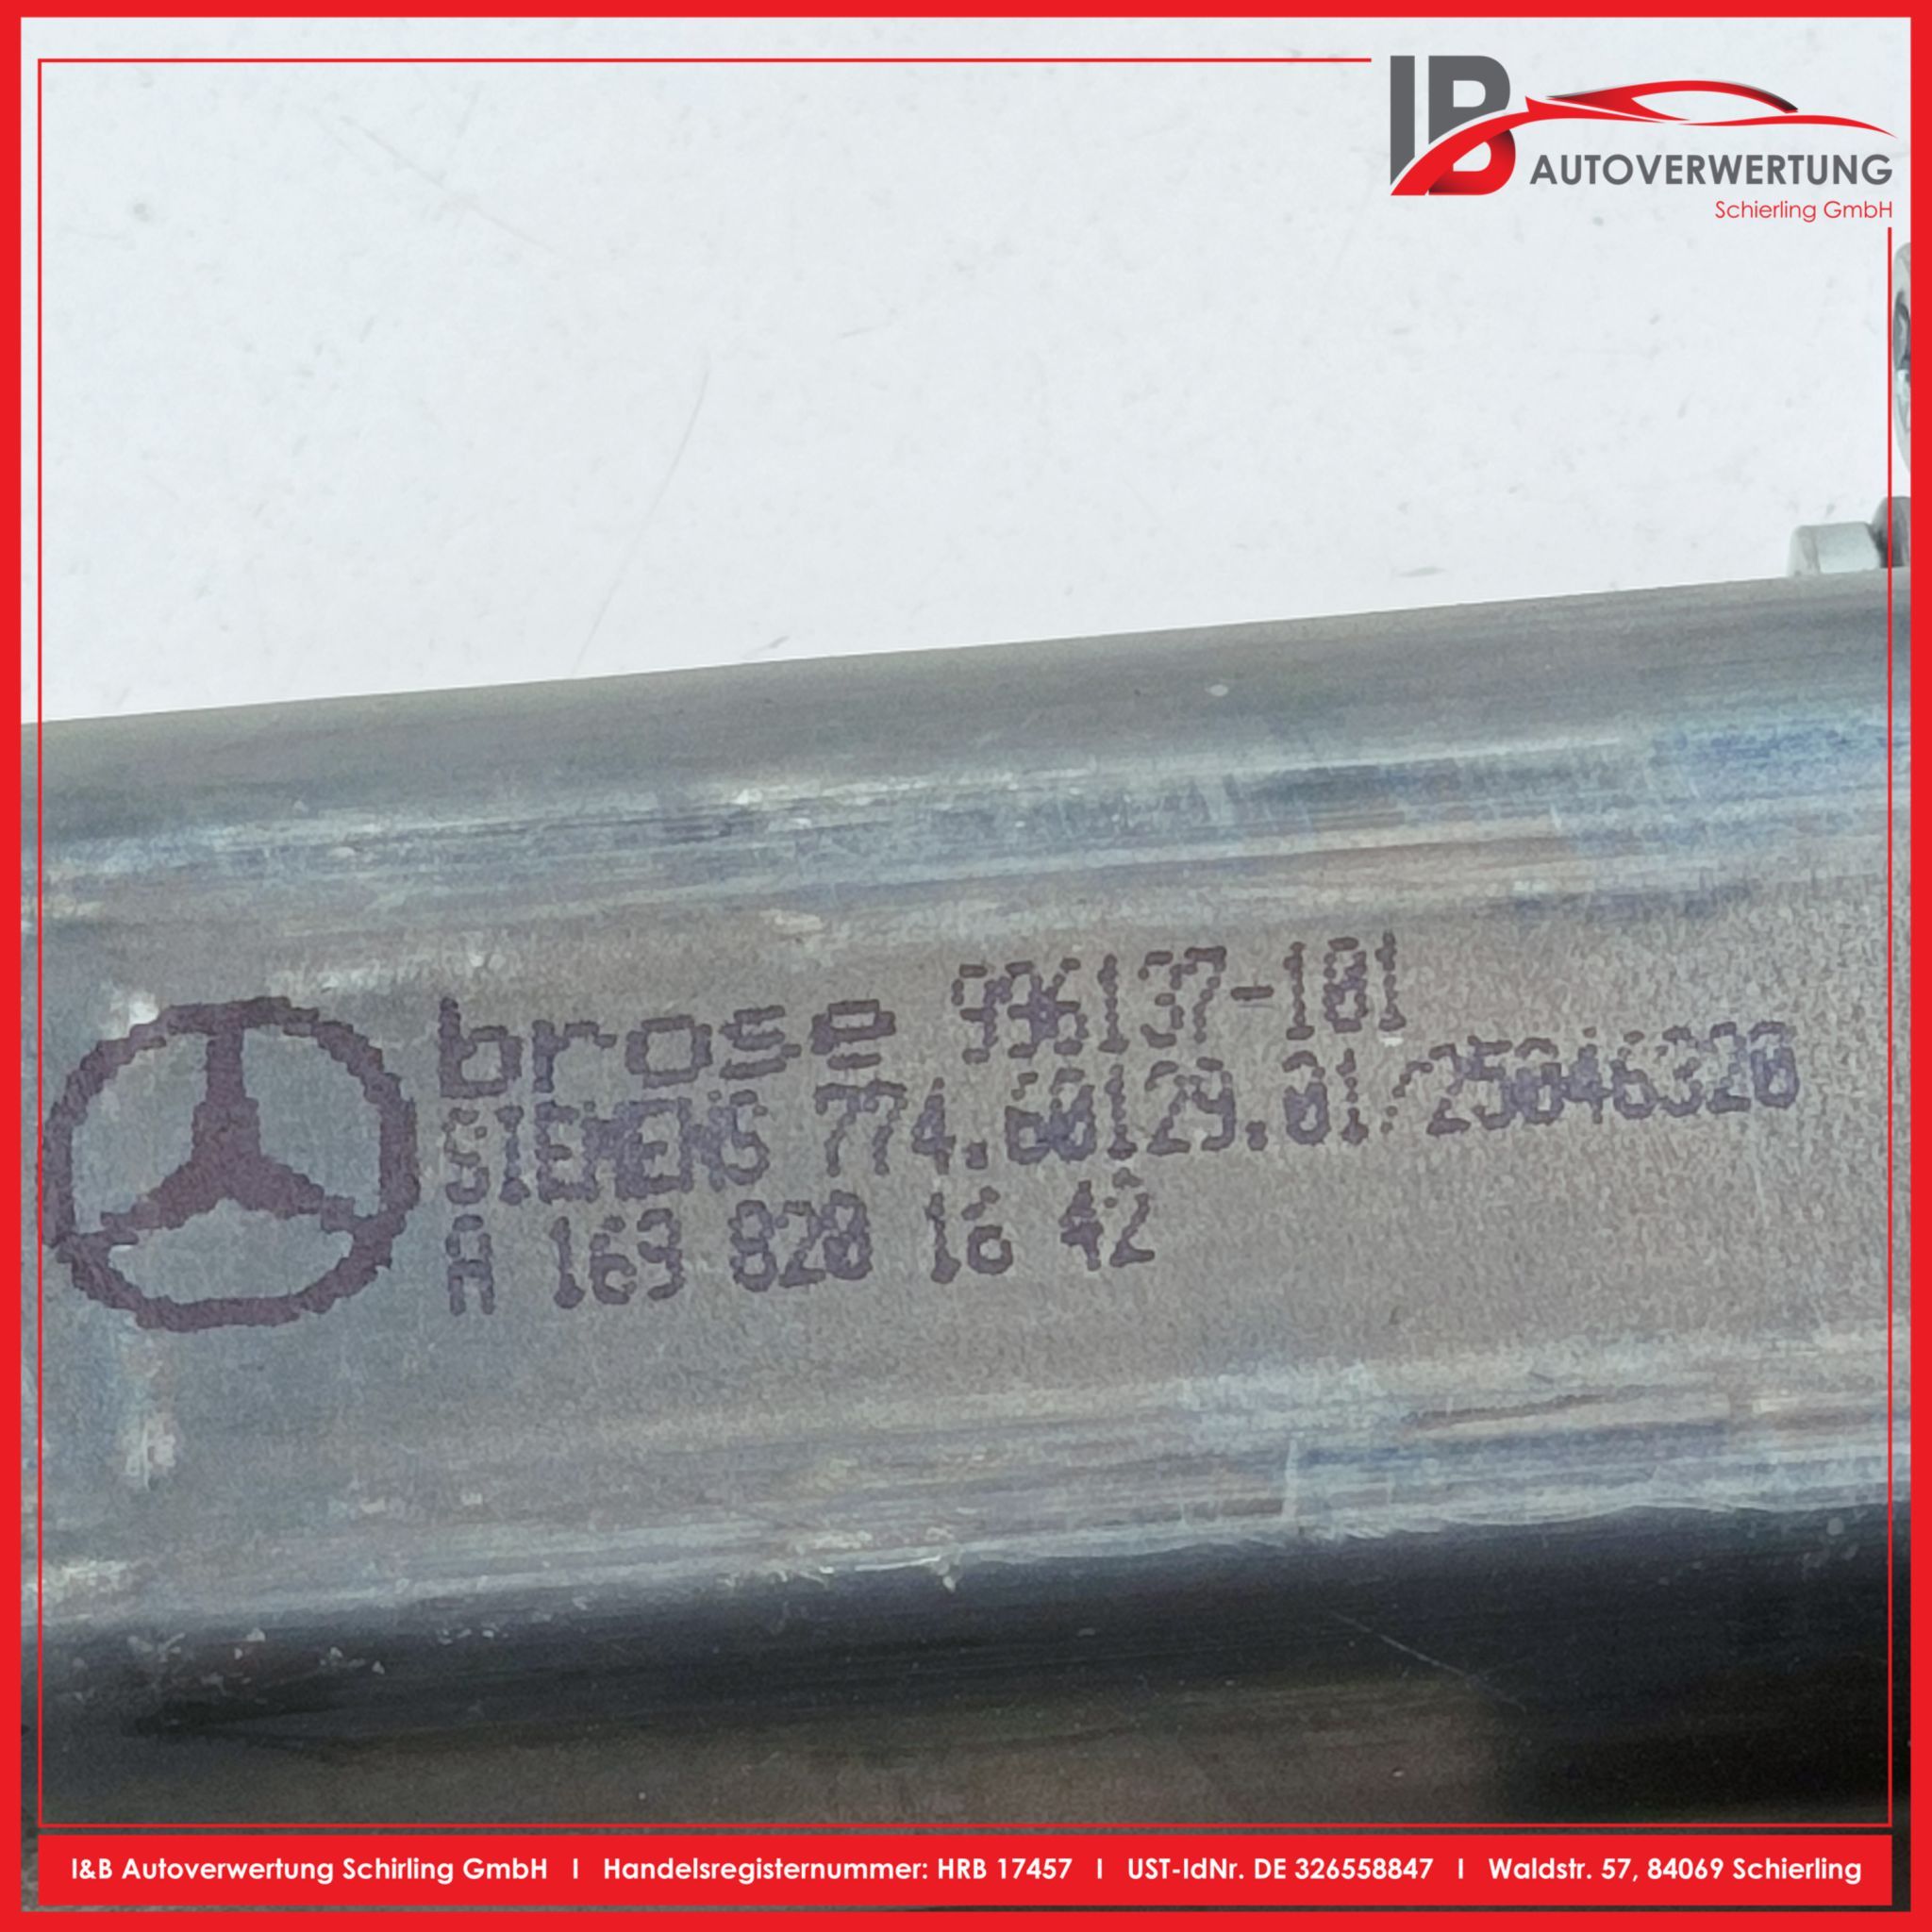 IB
AUTOVERWERTUNG
Schierling GmbH
brose 996137-101
SIEMENS 774.60129.01/25046320
A 169 820 16 42
I&B Autoverwertung Schirling GmbH I Handelsregisternummer: HRB 17457 I UST-IdNr. DE 326558847 I Waldstr. 57, 84069 Schierling